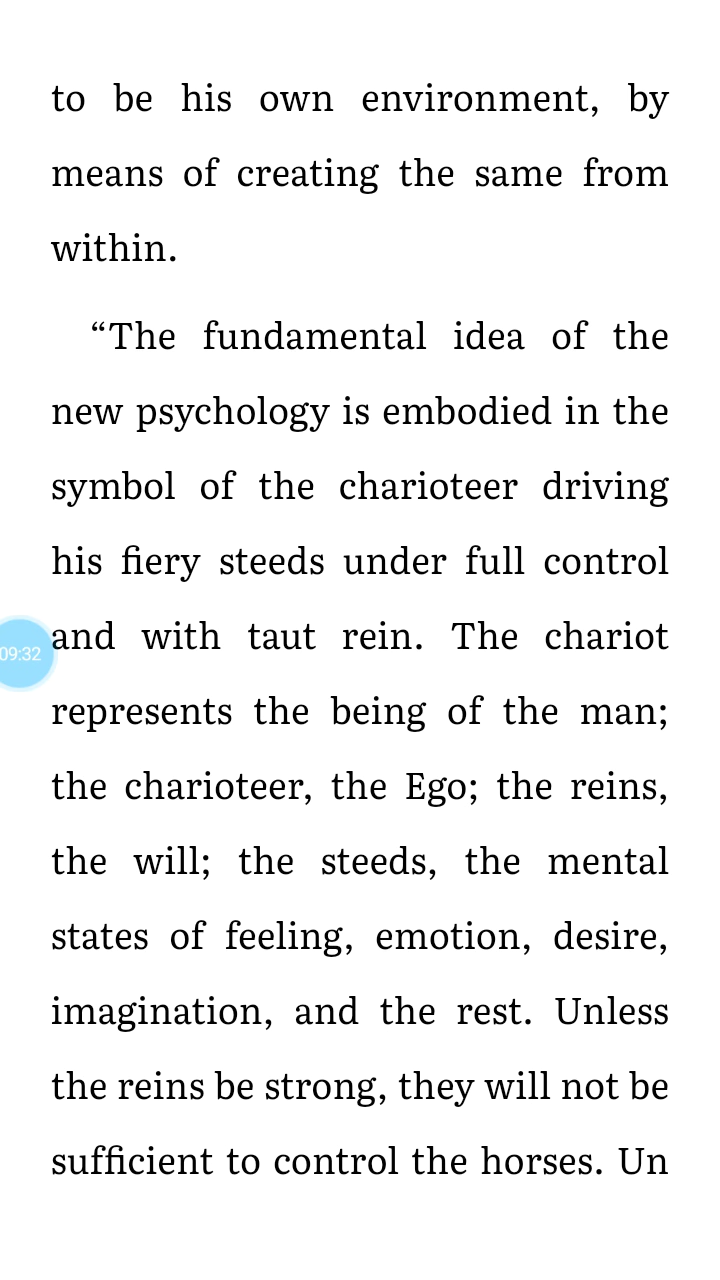 to be his own environment, by
means of creating the same from
within.
“The fundamental idea of the
new psychology is embodied in the
symbol of the charioteer driving
his fiery steeds under full control
and with taut rein. The chariot
represents the being of the man;
the charioteer, the Ego; the reins,
the will; the steeds, the mental
states of feeling, emotion, desire,
imagination, and the rest. Unless
the reins be strong, they will not be
sufficient to control the horses. Un
09:32